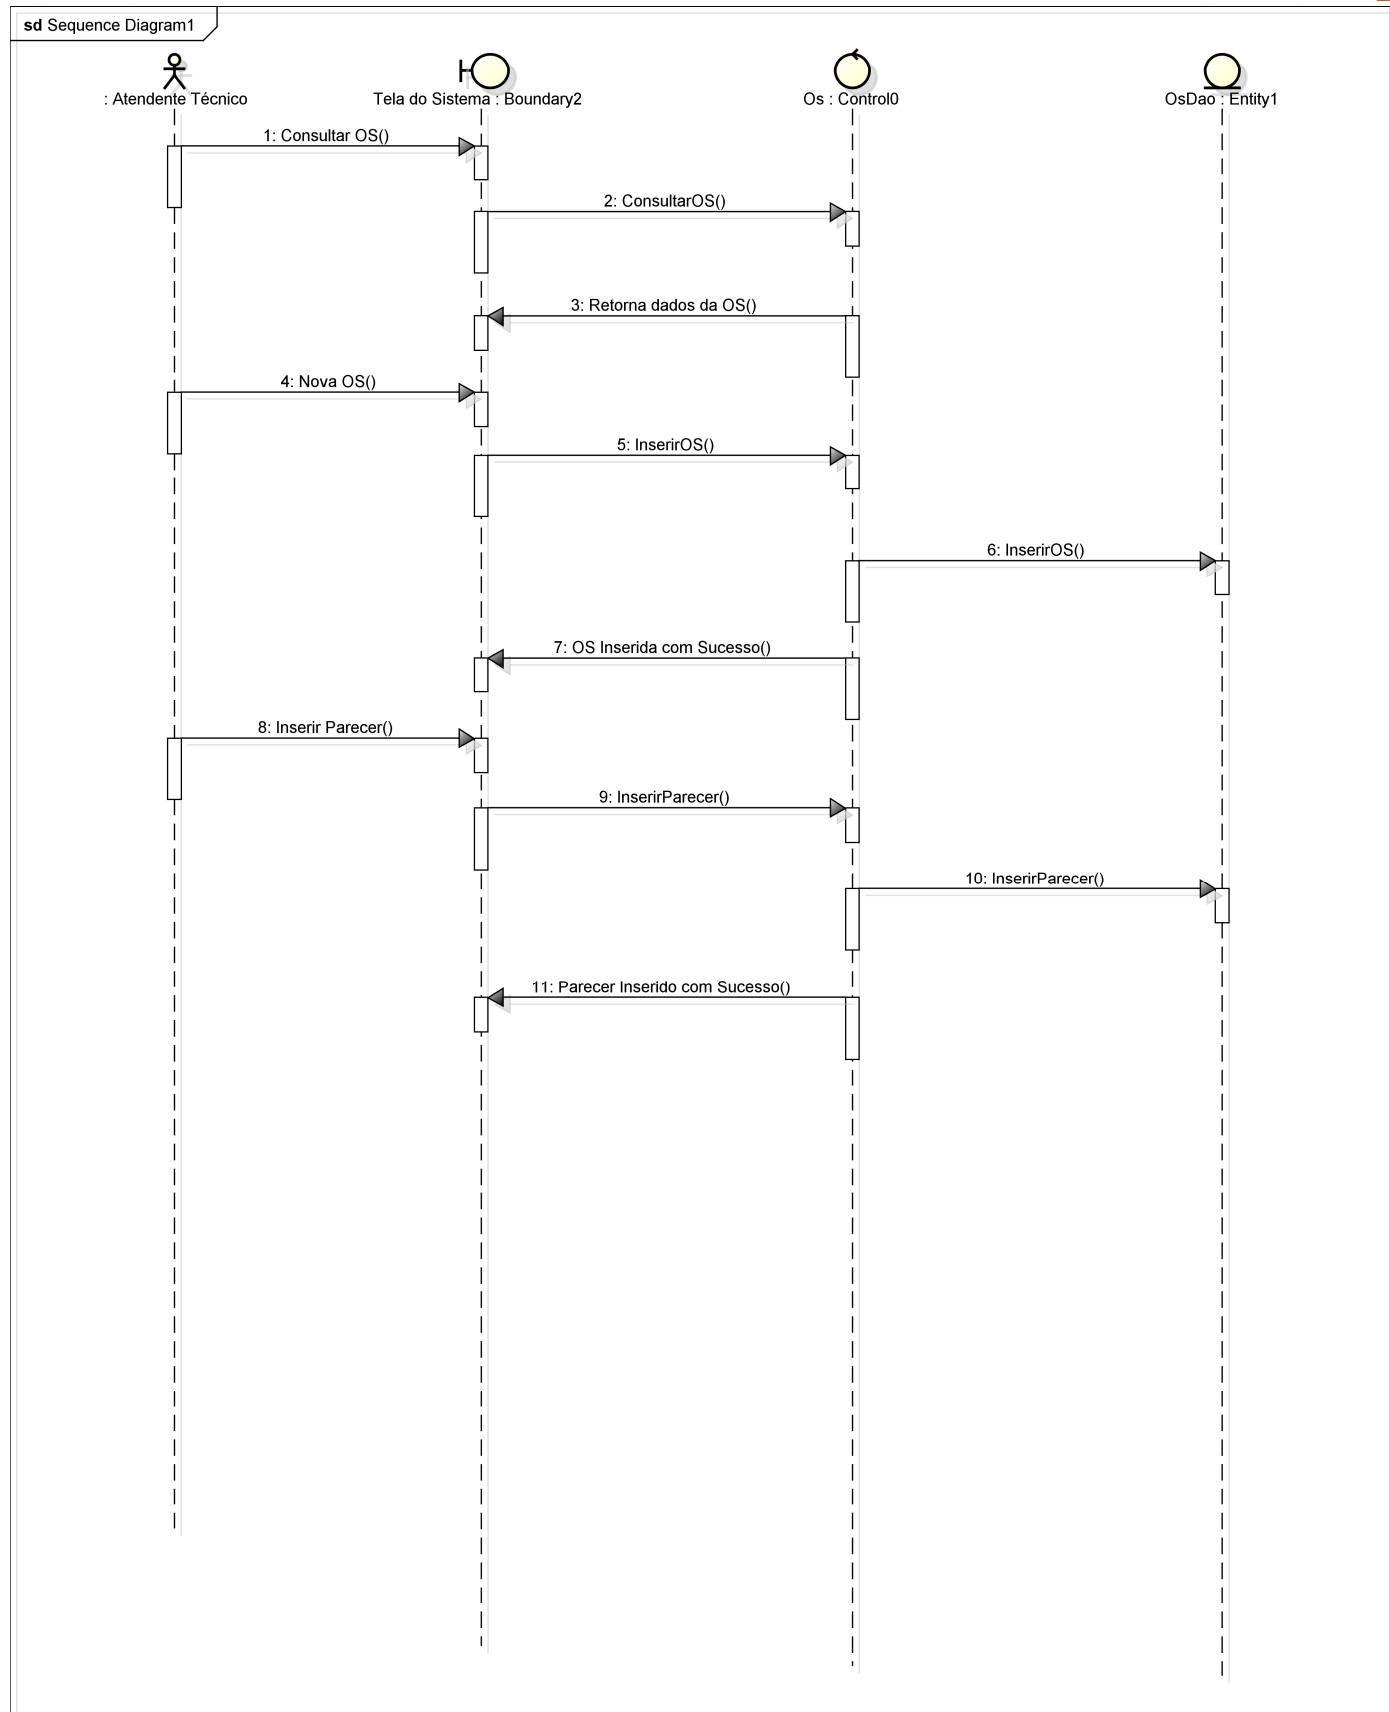 sd Sequence Diagram1
: Atendente Técnico
Tela do Sistema : Boundary2
Os : Control0
OsDao : Entity1
1: Consultar OS()
2: ConsultarOS()
3: Retorna dados da OS()
4: Nova OS()
5: InserirOS()
6: InserirOS()
7: OS Inserida com Sucesso()
8: Inserir Parecer()
9: InserirParecer()
10: InserirParecer()
11: Parecer Inserido com Sucesso()